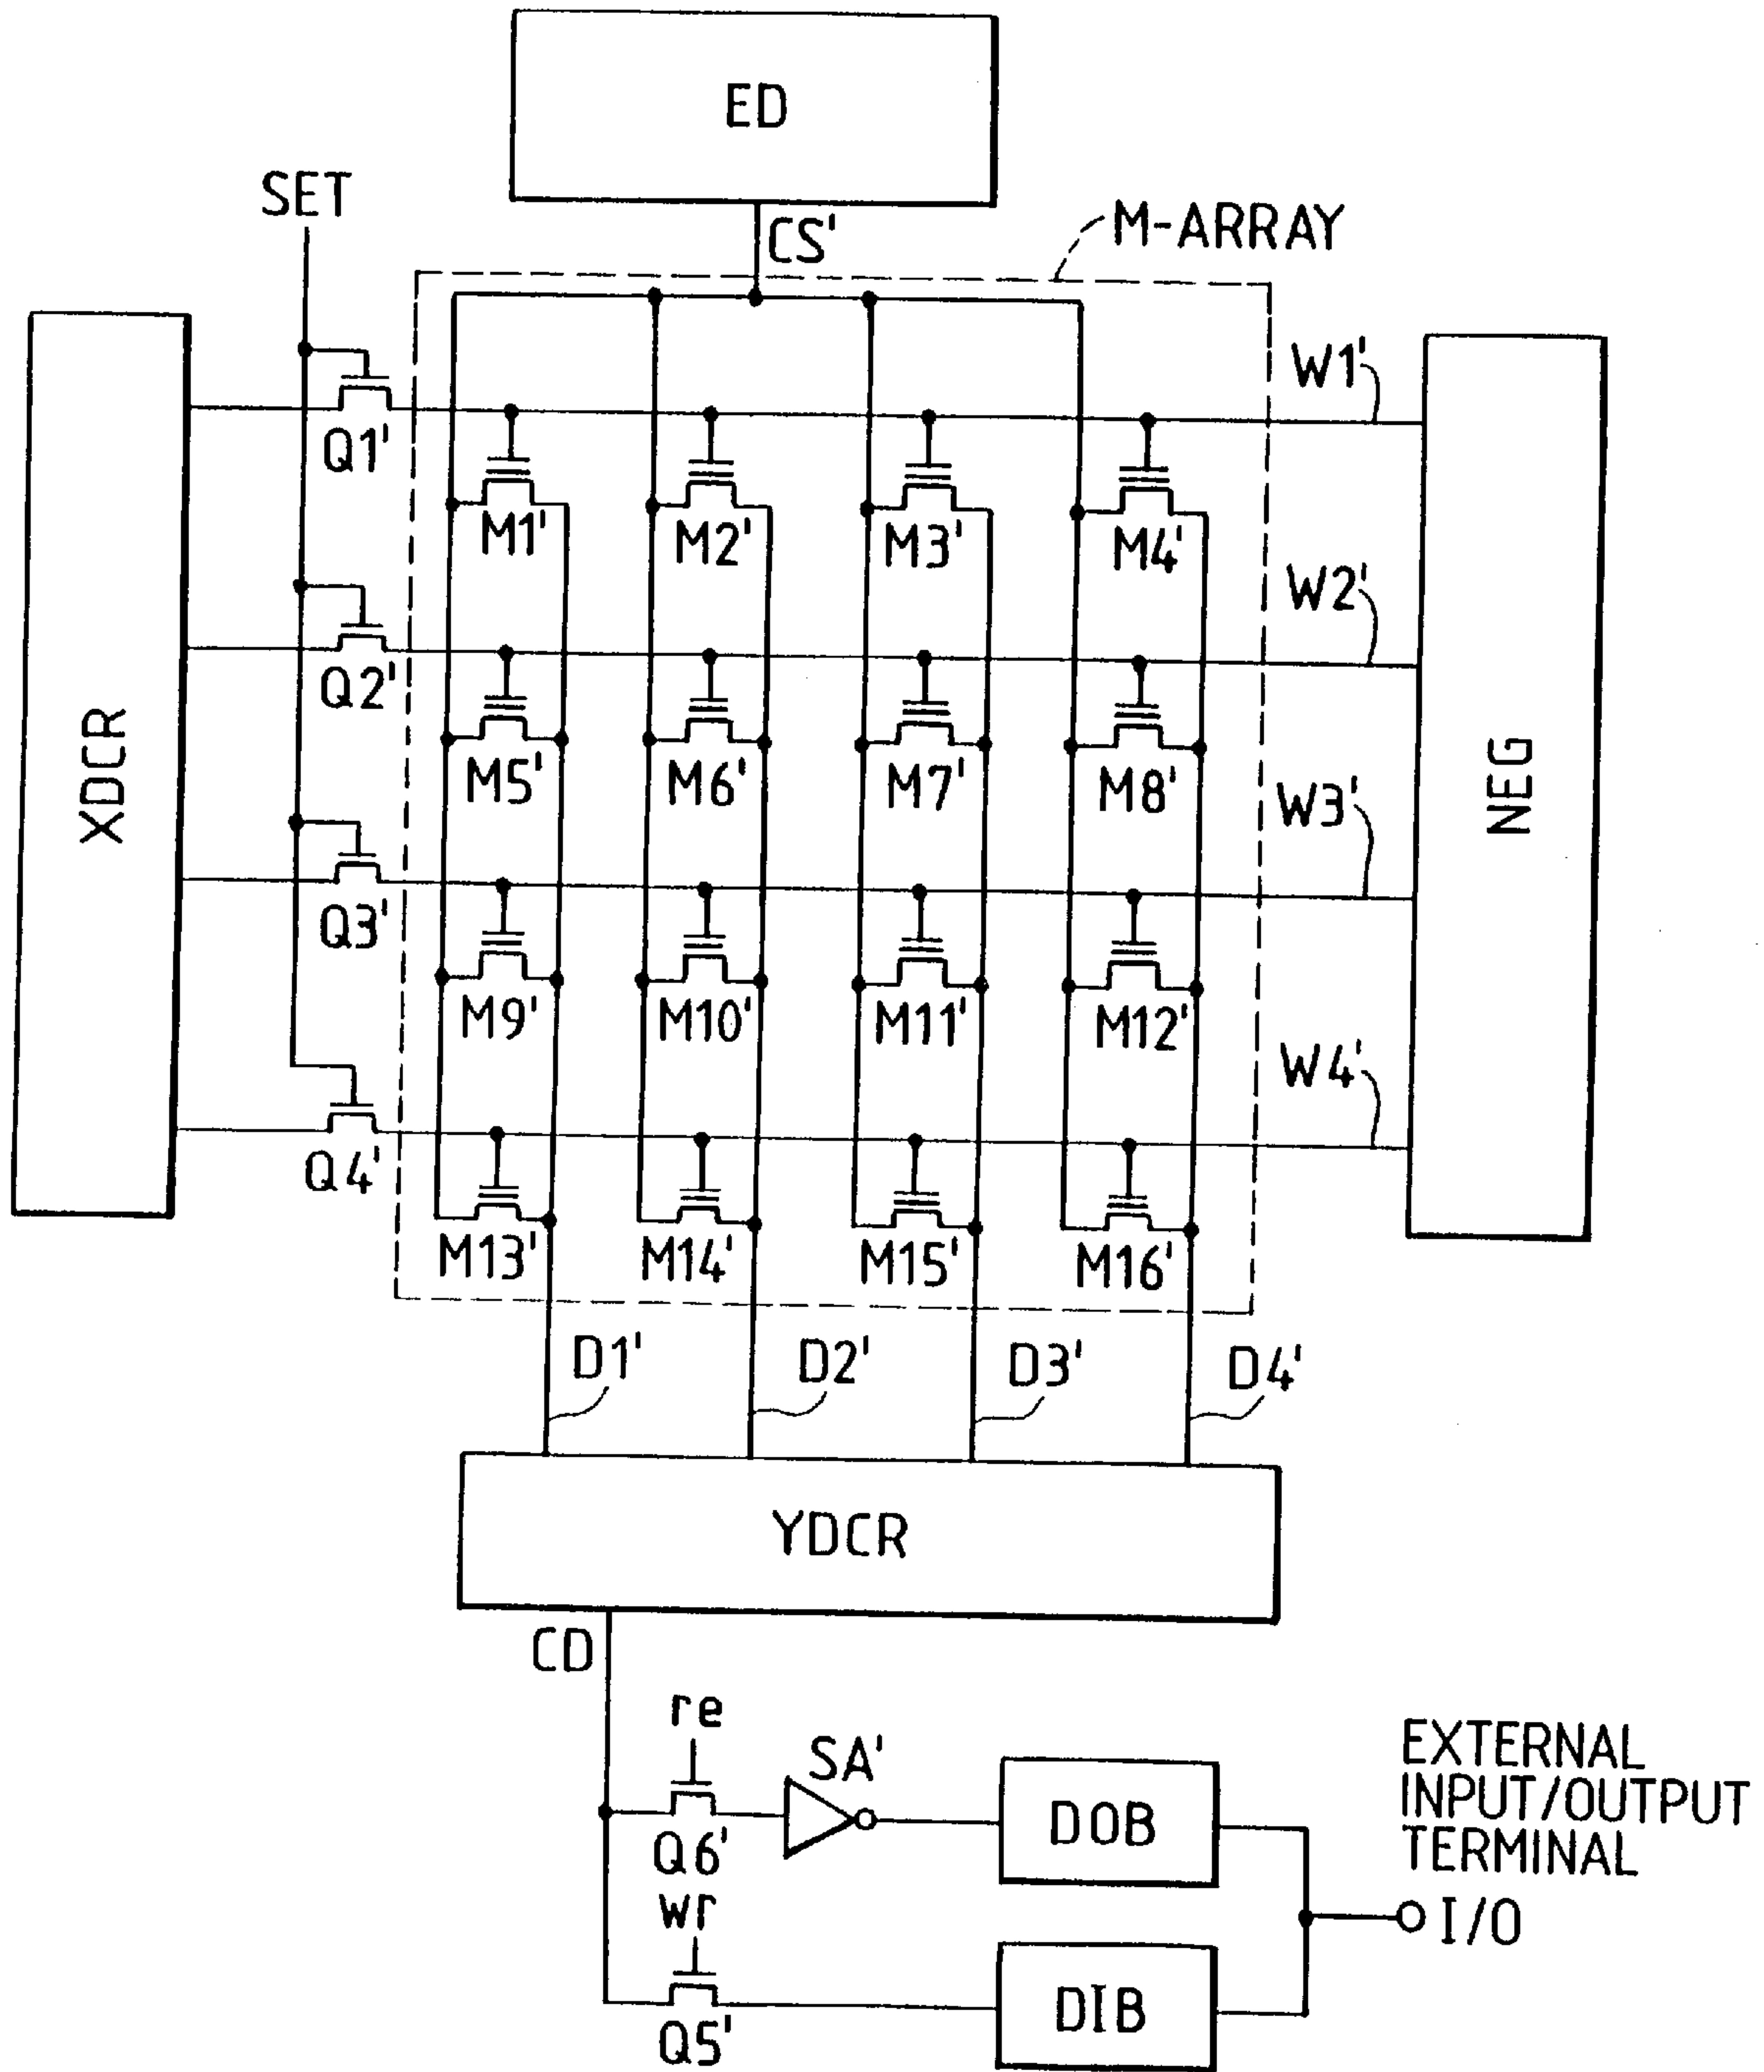 ED
SET
CS'
M-ARRAY
W1'
Q1'
M1' M2' M3' M4'
W2'
Q2'
XDCR
M5' M6' M7' M8'
NEG
W3'
Q3'
M9' M10' M11' M12'
W4'
Q4'
M13' M14' M15' M16'
D1' D2' D3' D4'
YDCR
CD
re
SA'
EXTERNAL
INPUT/OUTPUT
TERMINAL
DOB
Q6'
wr
I/O
DIB
Q5'